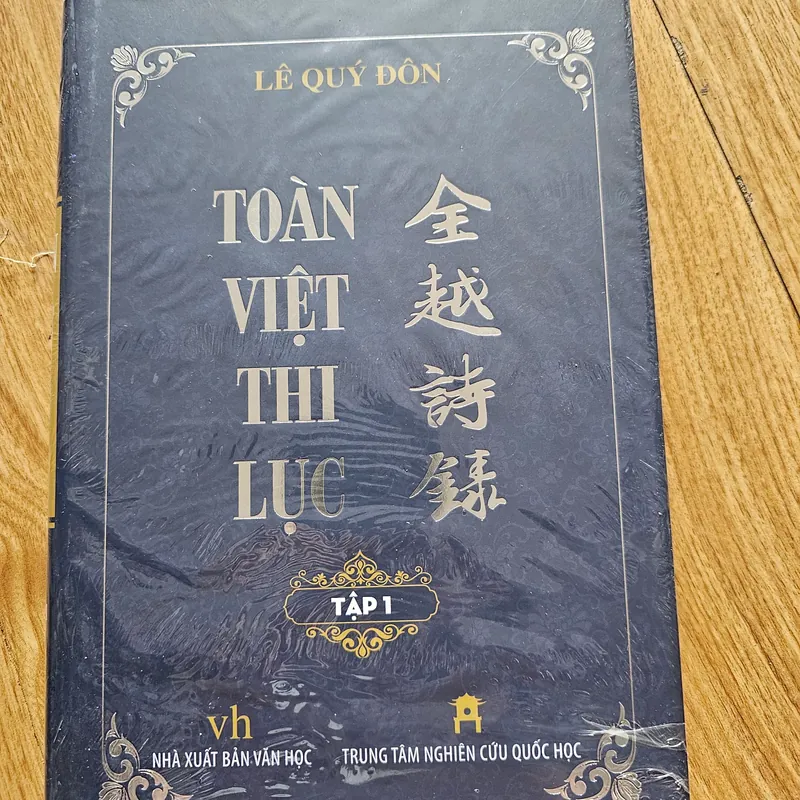 LÊ QUÝ ĐÔN
TOÀN 全
VIỆT 越
THI 詩
LỤC 録
TẬP 1
vh
NHÀ XUẤT BẢN VĂN HỌC
TRUNG TÂM NGHIÊN CỨU QUỐC HỌC